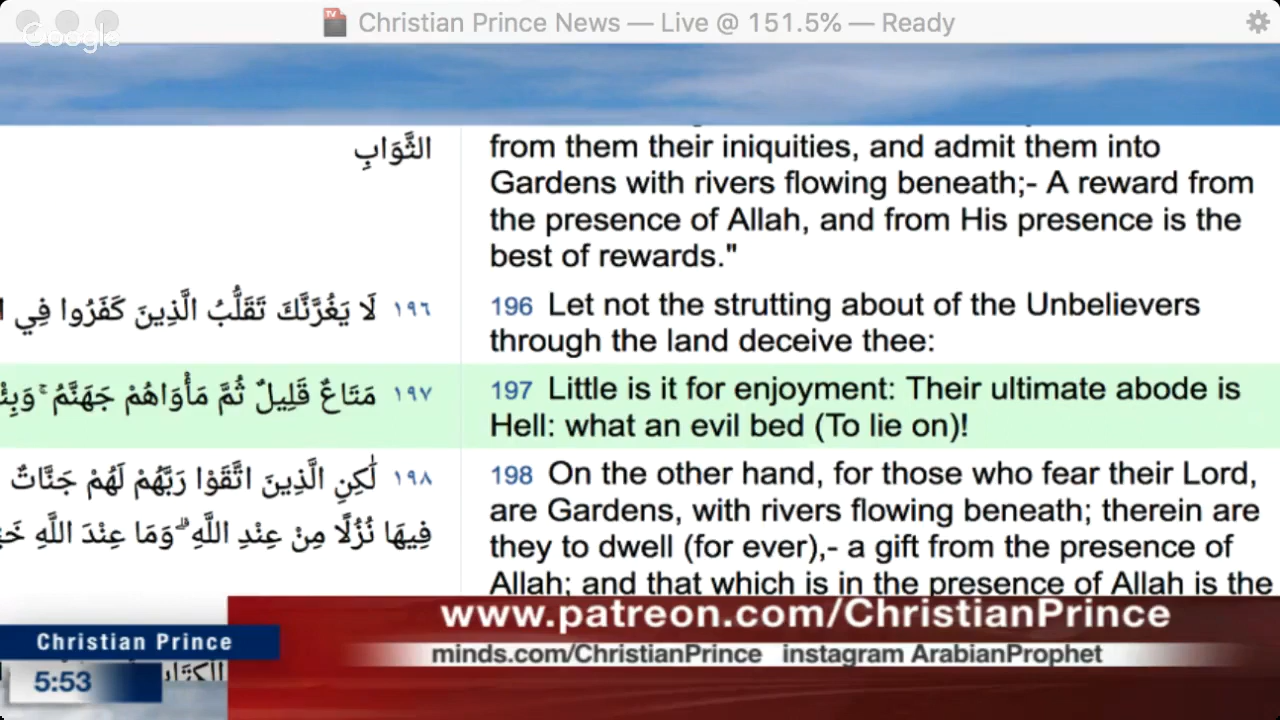 Google
Christian Prince News — Live @ 151.5% — Ready
الثَّوَابِ
from them their iniquities, and admit them into
Gardens with rivers flowing beneath;- A reward from
the presence of Allah, and from His presence is the
best of rewards."
١٩٦ لَا يَغُرَّنَّكَ تَقَلُّبُ الَّذِينَ كَفَرُوا فِي
196 Let not the strutting about of the Unbelievers
through the land deceive thee:
١٩٧ مَتَاعٌ قَلِيلٌ ثُمَّ مَأْوَاهُمْ جَهَنَّمُ ۚ
197 Little is it for enjoyment: Their ultimate abode is
Hell: what an evil bed (To lie on)!
١٩٨ لَٰكِنِ الَّذِينَ اتَّقَوْا رَبَّهُمْ لَهُمْ جَنَّاتٌ
فِيهَا نُزُلًا مِنْ عِنْدِ اللَّهِ ۗ وَمَا عِنْدَ اللَّهِ
198 On the other hand, for those who fear their Lord,
are Gardens, with rivers flowing beneath; therein are
they to dwell (for ever),- a gift from the presence of
Allah; and that which is in the presence of Allah is the
www.patreon.com/ChristianPrince
Christian Prince
minds.com/ChristianPrince instagram ArabianProphet
5:53